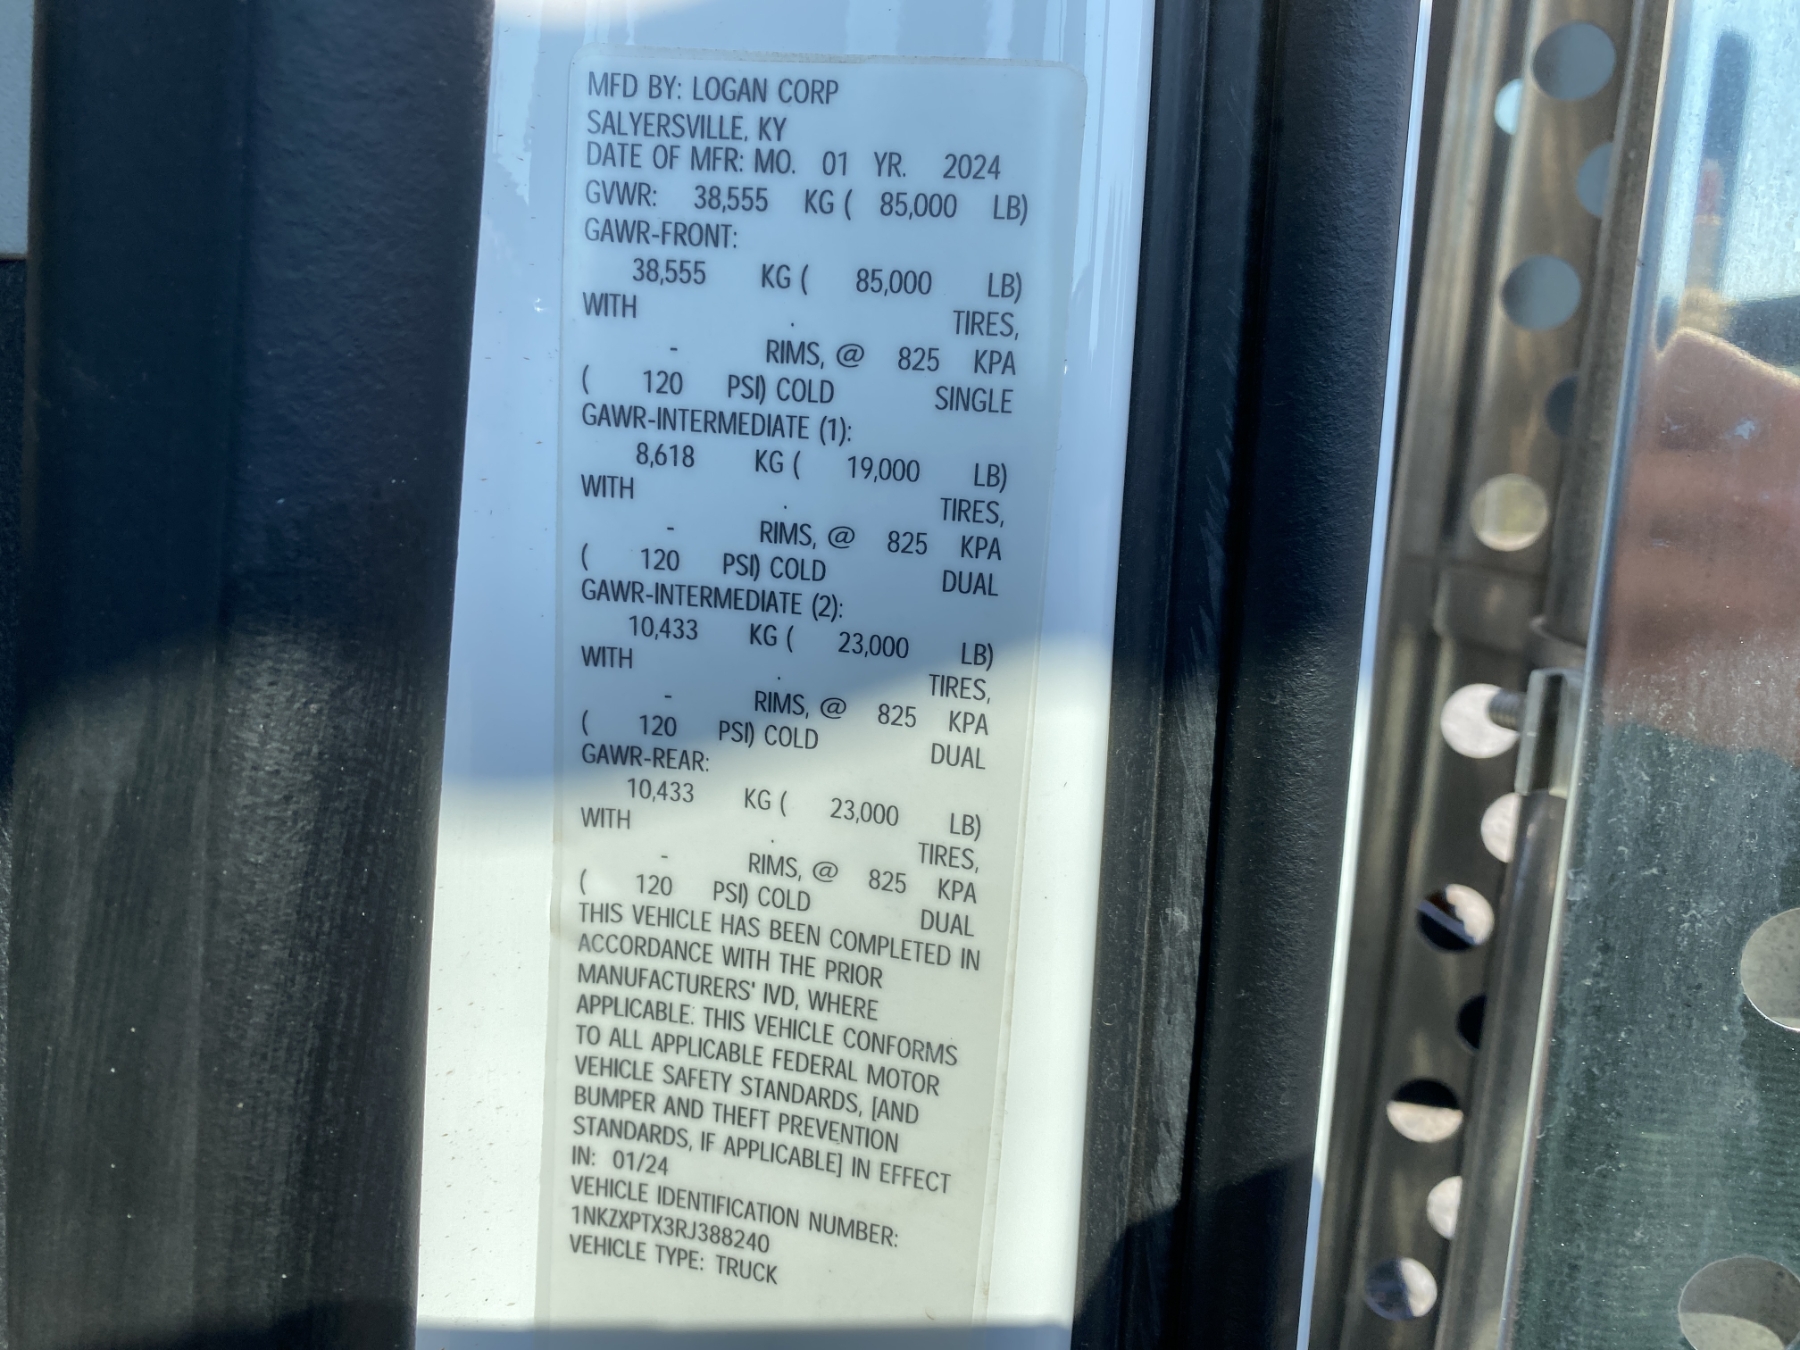 MFD BY: LOGAN CORP
SALYERSVILLE, KY
DATE OF MFR: MO. 01 YR. 2024
GVWR: 38,555 KG ( 85,000 LB)
GAWR-FRONT:
38,555 KG ( 85,000 LB)
WITH . TIRES,
- RIMS, @ 825 KPA
( 120 PSI) COLD SINGLE
GAWR-INTERMEDIATE (1):
8,618 KG ( 19,000 LB)
WITH . TIRES,
- RIMS, @ 825 KPA
( 120 PSI) COLD DUAL
GAWR-INTERMEDIATE (2):
10,433 KG ( 23,000 LB)
WITH . TIRES,
- RIMS, @ 825 KPA
( 120 PSI) COLD DUAL
GAWR-REAR:
10,433 KG ( 23,000 LB)
WITH . TIRES,
- RIMS, @ 825 KPA
( 120 PSI) COLD DUAL
THIS VEHICLE HAS BEEN COMPLETED IN
ACCORDANCE WITH THE PRIOR
MANUFACTURERS' IVD, WHERE
APPLICABLE. THIS VEHICLE CONFORMS
TO ALL APPLICABLE FEDERAL MOTOR
VEHICLE SAFETY STANDARDS, [AND
BUMPER AND THEFT PREVENTION
STANDARDS, IF APPLICABLE] IN EFFECT
IN: 01/24
VEHICLE IDENTIFICATION NUMBER:
1NKZXPTX3RJ388240
VEHICLE TYPE: TRUCK